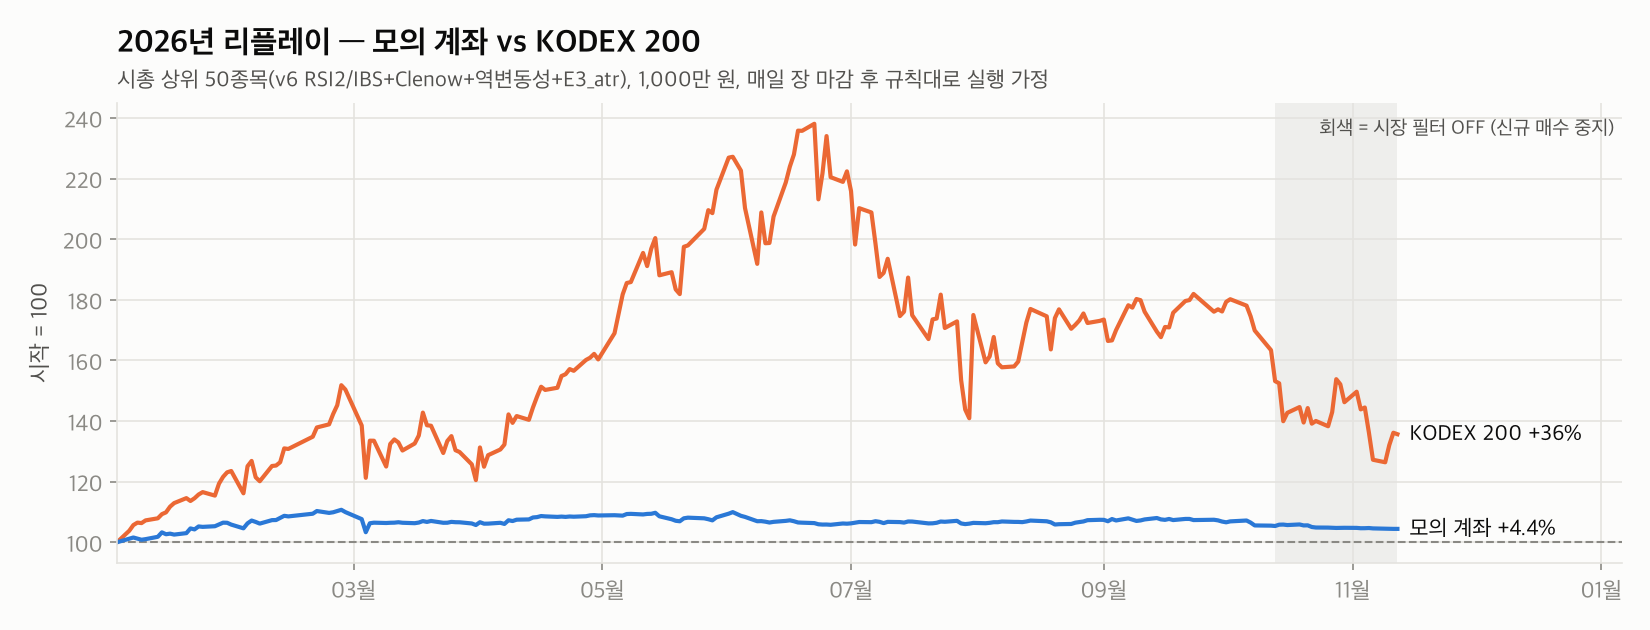 2026년 리플레이 — 모의 계좌 vs KODEX 200
시총 상위 50종목(v6 RSI2/IBS+Clenow+역변동성+E3_atr), 1,000만 원, 매일 장 마감 후 규칙대로 실행 가정
회색 = 시장 필터 OFF (신규 매수 중지)
시작 = 100
240
220
200
180
160
140
120
100
KODEX 200 +36%
모의 계좌 +4.4%
03월
05월
07월
09월
11월
01월